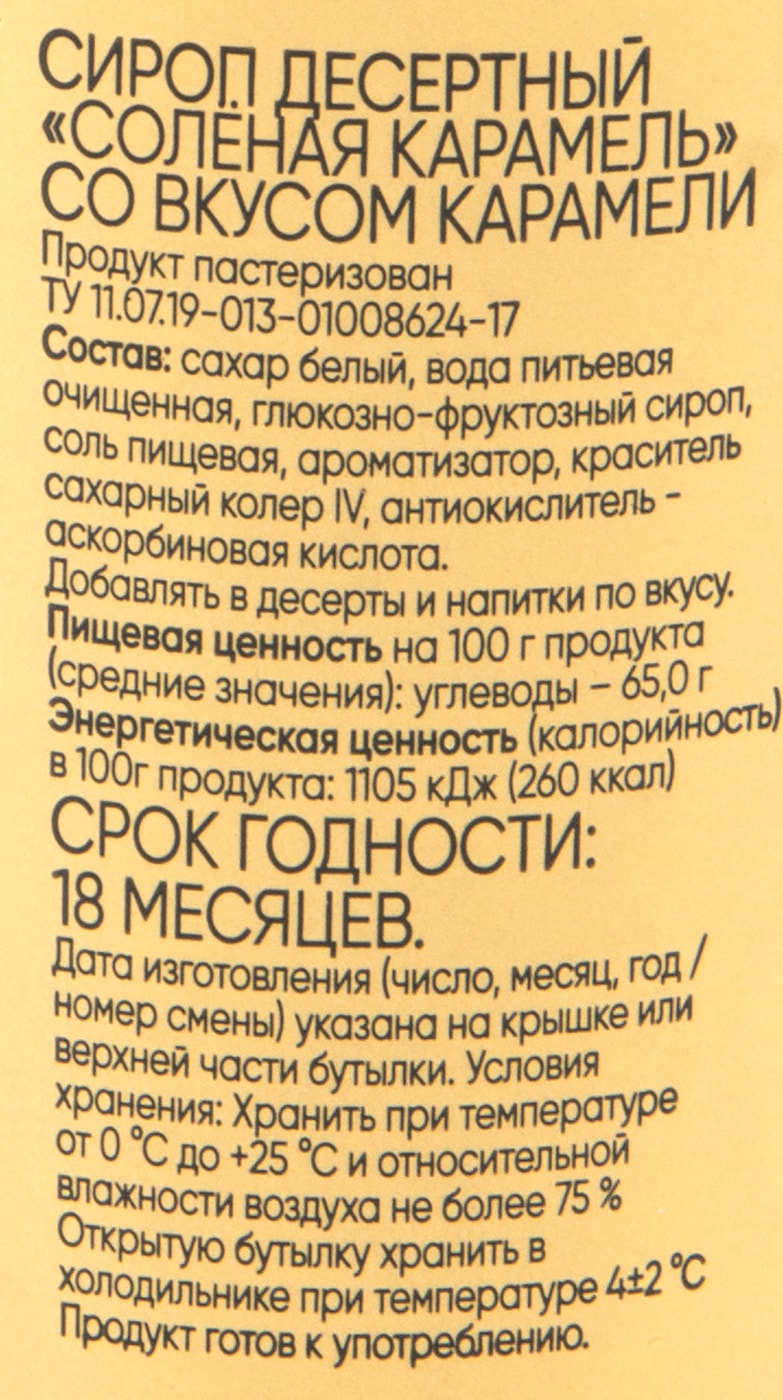 СИРОП ДЕСЕРТНЫЙ
«СОЛЁНАЯ КАРАМЕЛЬ»
СО ВКУСОМ КАРАМЕЛИ
Продукт пастеризован
ТУ 11.07.19-013-01008624-17
Состав: сахар белый, вода питьевая
очищенная, глюкозно-фруктозный сироп,
соль пищевая, ароматизатор, краситель
сахарный колер IV, антиокислитель -
аскорбиновая кислота.
Добавлять в десерты и напитки по вкусу.
Пищевая ценность на 100 г продукта
(средние значения): углеводы – 65,0 г
Энергетическая ценность (калорийность)
в 100г продукта: 1105 кДж (260 ккал)
СРОК ГОДНОСТИ:
18 МЕСЯЦЕВ.
Дата изготовления (число, месяц, год /
номер смены) указана на крышке или
верхней части бутылки. Условия
хранения: Хранить при температуре
от 0 °С до +25 °С и относительной
влажности воздуха не более 75 %
Открытую бутылку хранить в
холодильнике при температуре 4±2 °С
Продукт готов к употреблению.